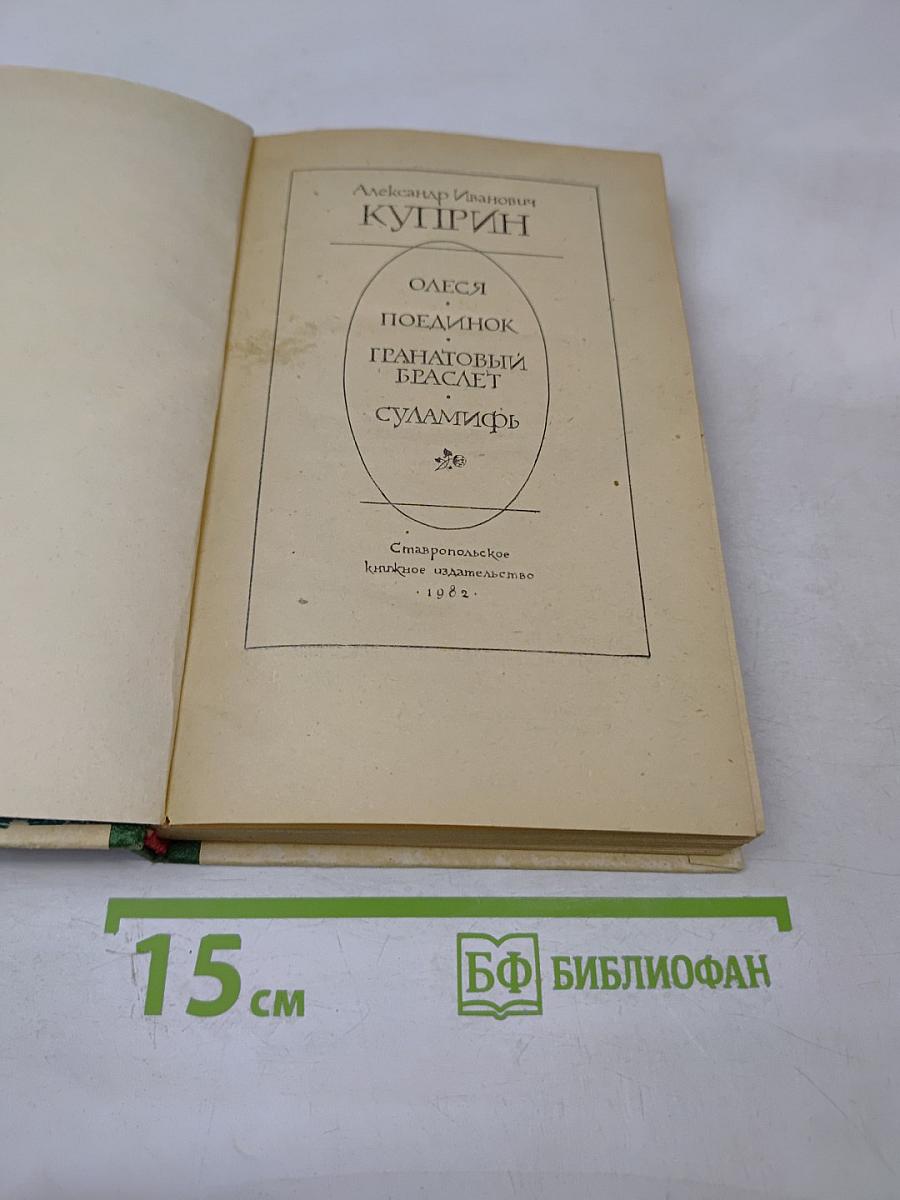 Александр Иванович
КУПРИН
ОЛЕСЯ
ПОЕДИНОК
ГРАНАТОВЫЙ
БРАСЛЕТ
СУЛАМИФЬ
Ставропольское
книжное издательство
· 1982 ·
15 см
БФ БИБЛИОФАН